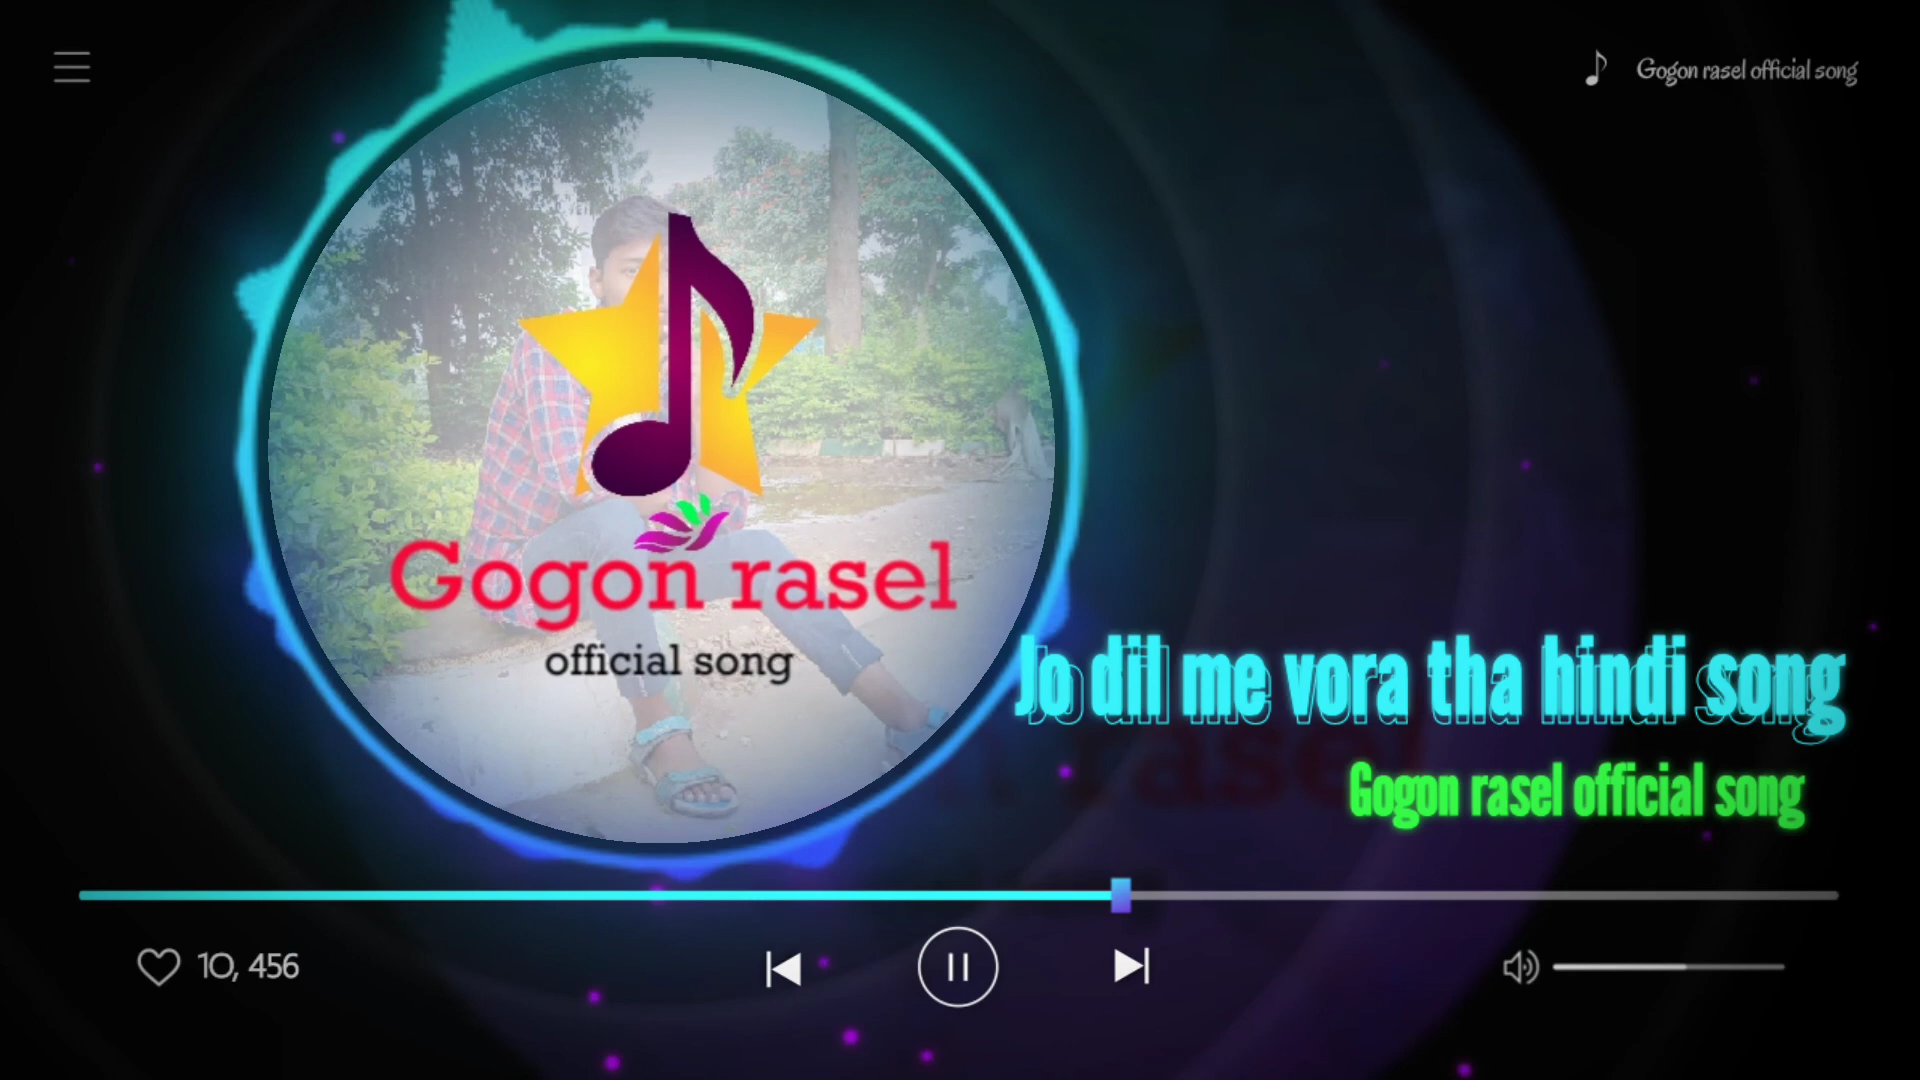 Gogon rasel official song
Gogon rasel
official song
Jo dil me vora tha hindi song
Gogon rasel official song
10, 456